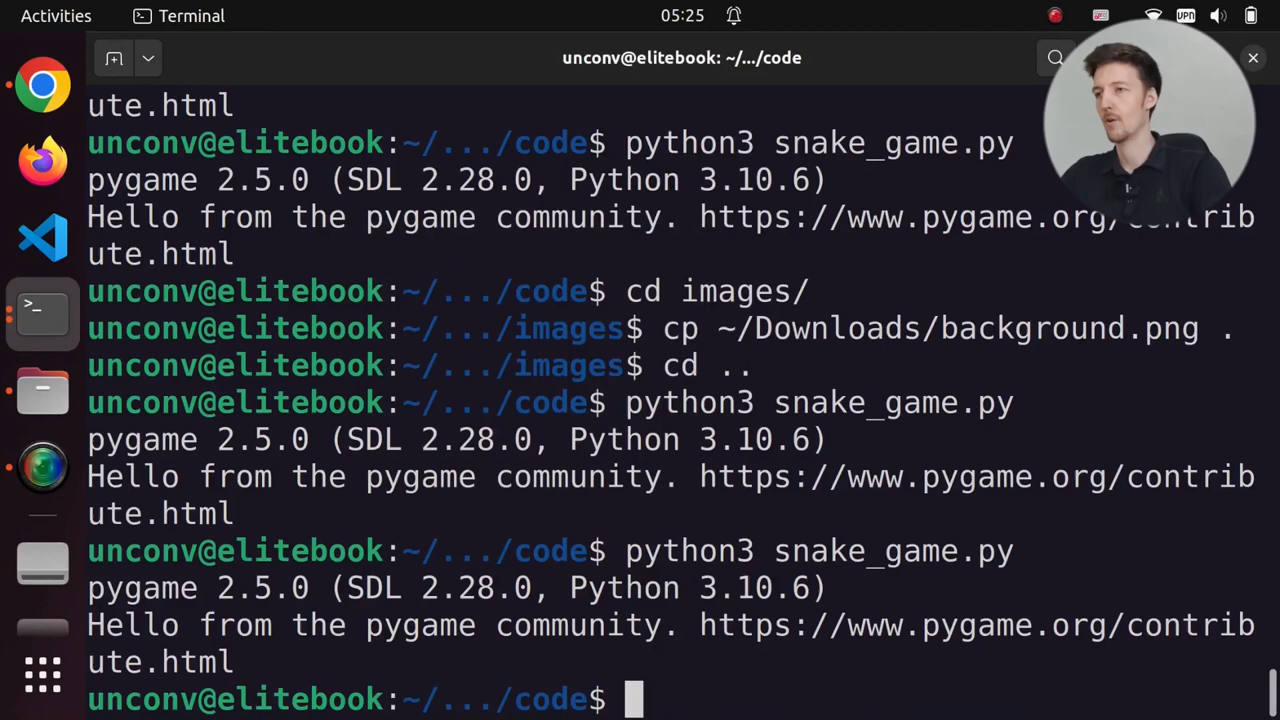 Activities Terminal 05:25 VPN
unconv@elitebook: ~/.../code
ute.html
unconv@elitebook:~/.../code$ python3 snake_game.py
pygame 2.5.0 (SDL 2.28.0, Python 3.10.6)
Hello from the pygame community. https://www.pygame.org/contrib
ute.html
unconv@elitebook:~/.../code$ cd images/
unconv@elitebook:~/.../images$ cp ~/Downloads/background.png .
unconv@elitebook:~/.../images$ cd ..
unconv@elitebook:~/.../code$ python3 snake_game.py
pygame 2.5.0 (SDL 2.28.0, Python 3.10.6)
Hello from the pygame community. https://www.pygame.org/contrib
ute.html
unconv@elitebook:~/.../code$ python3 snake_game.py
pygame 2.5.0 (SDL 2.28.0, Python 3.10.6)
Hello from the pygame community. https://www.pygame.org/contrib
ute.html
unconv@elitebook:~/.../code$